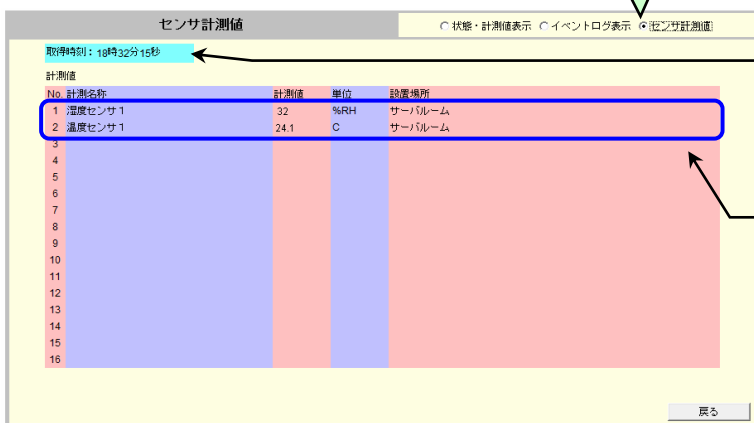 センサ計測値
状態・計測値表示 イベントログ表示 センサ計測値
取得時刻：18時32分15秒
計測値
No. 計測名称 計測値 単位 設置場所
1 湿度センサ1 32 %RH サーバルーム
2 温度センサ1 24.1 C サーバルーム
3
4
5
6
7
8
9
10
11
12
13
14
15
16
戻る